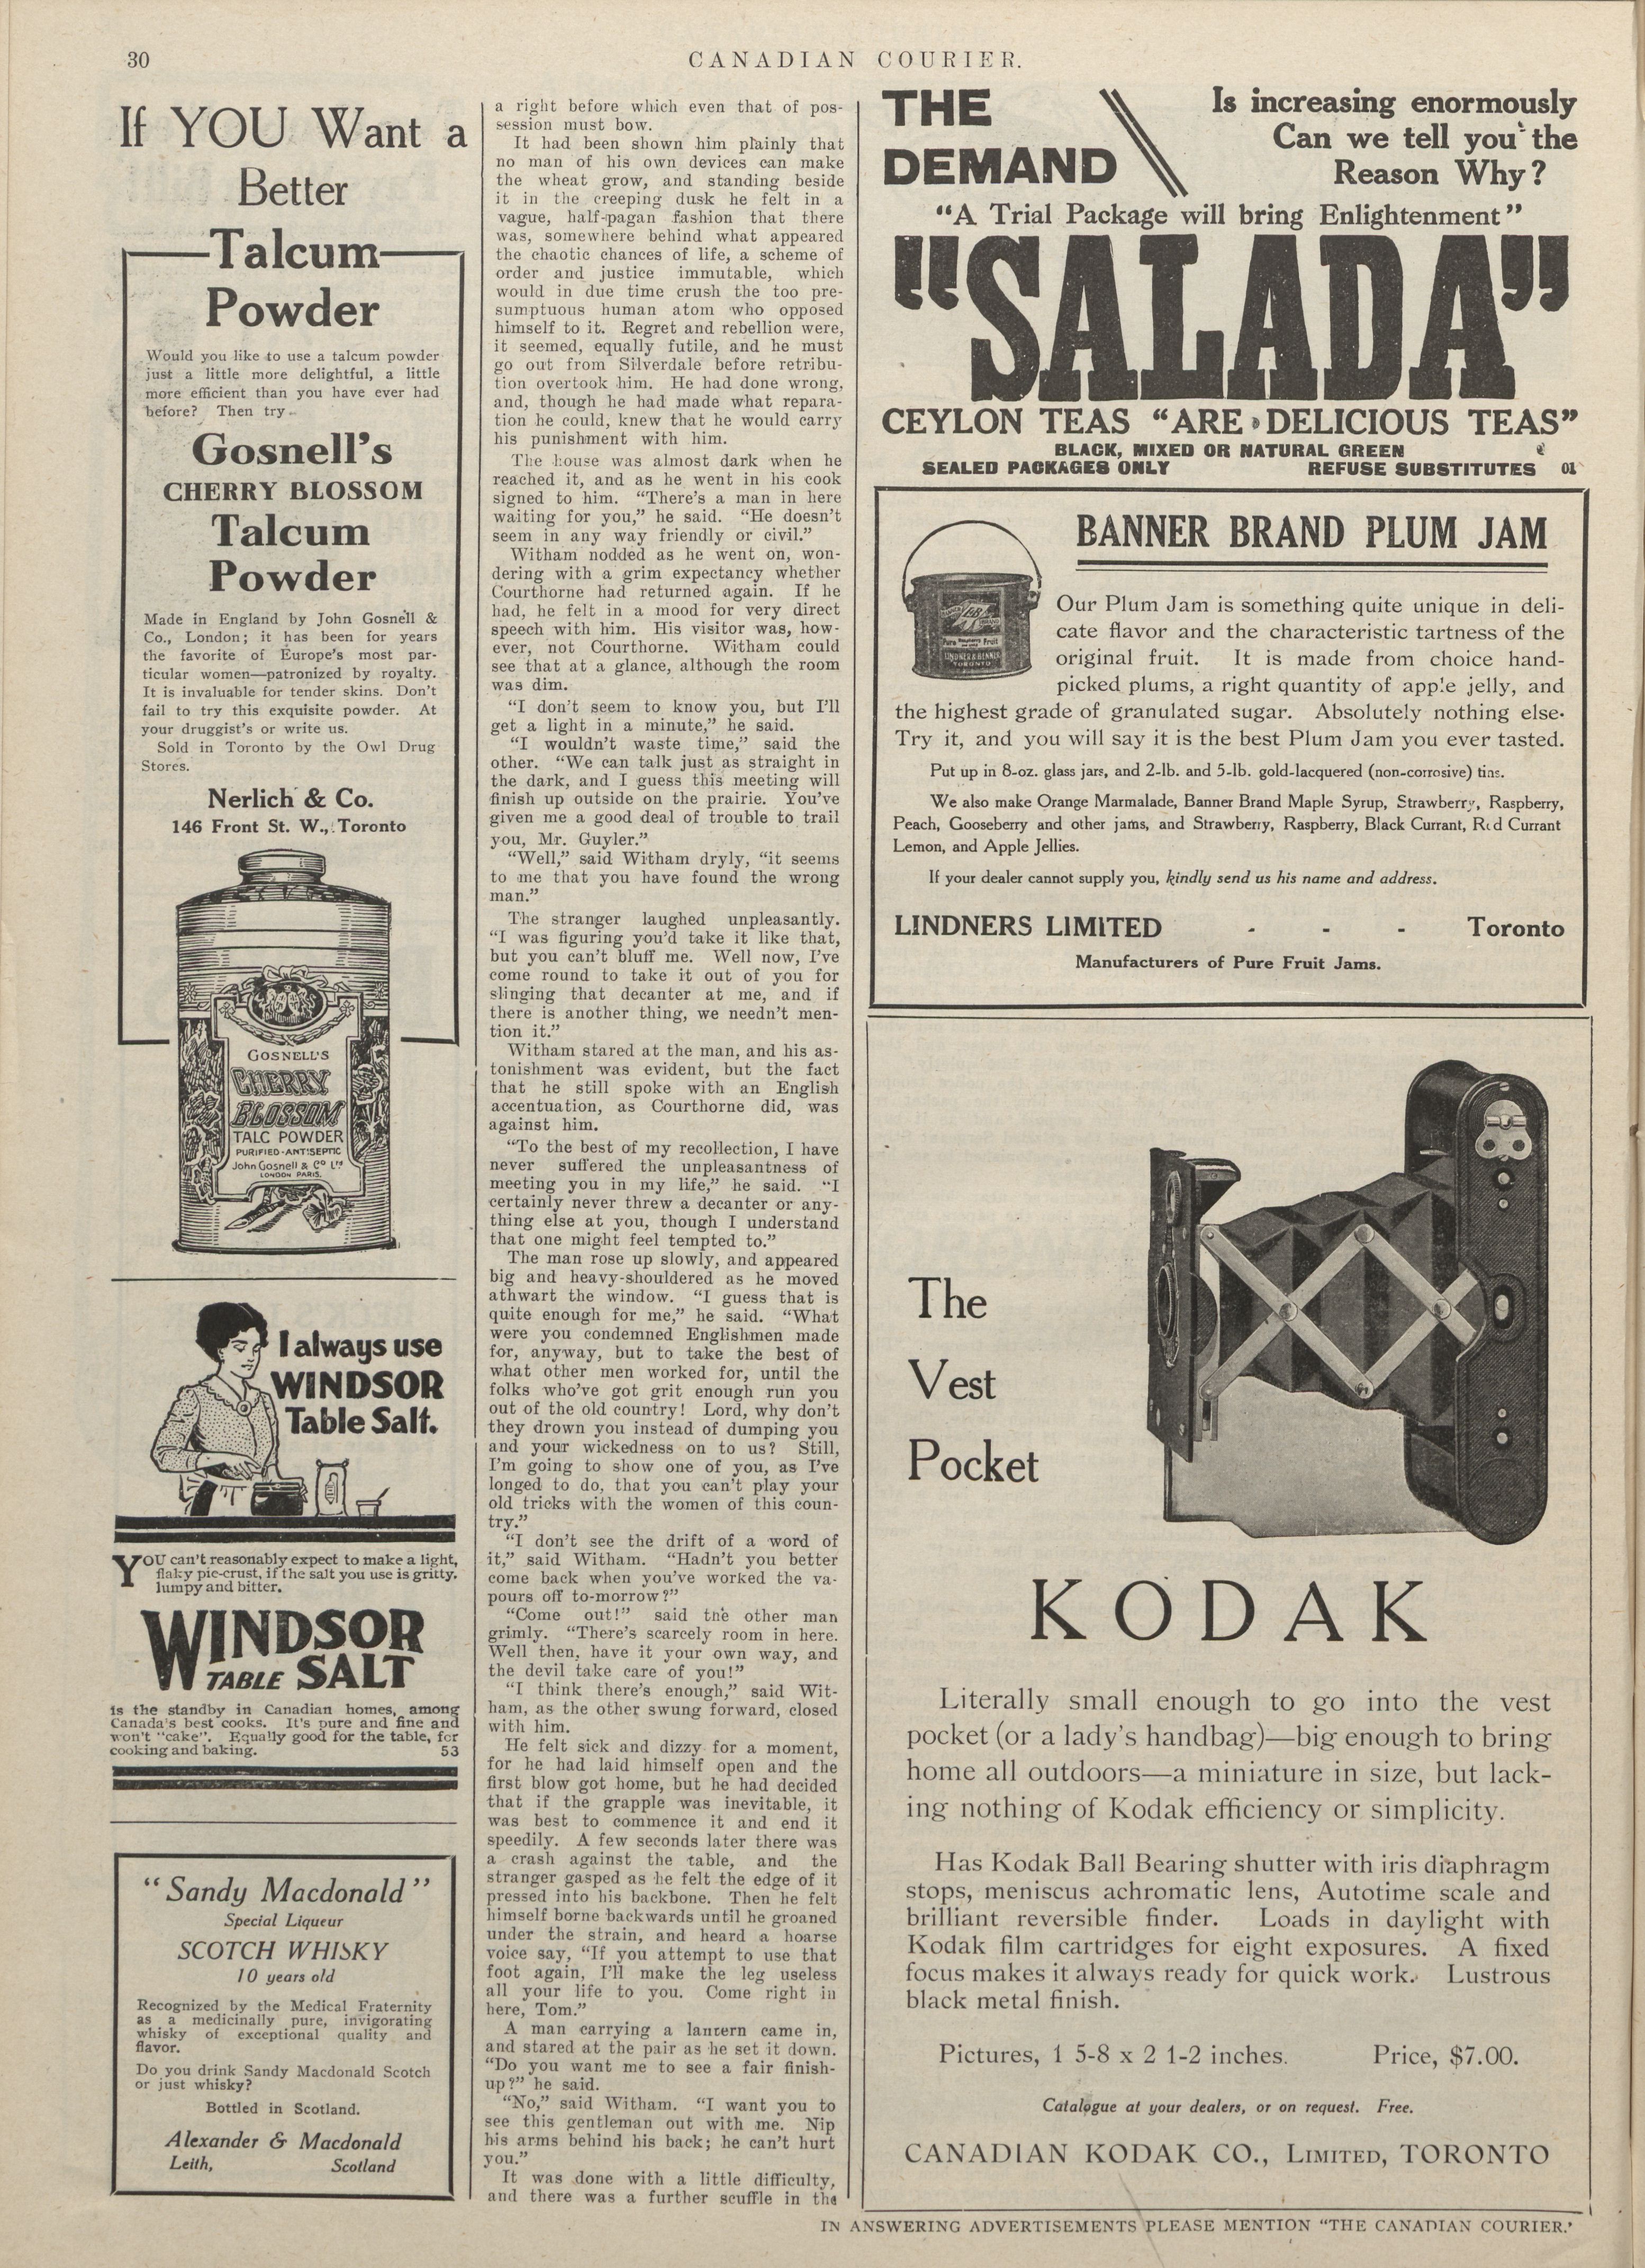 30
CANADIAN COURIER.
If YOU Want a
Better
Talcum
Powder
Would you like to use a talcum powder
just a little more delightful, a little
more efficient than you have ever had
before? Then try
Gosnell's
CHERRY BLOSSOM
Talcum
Powder
Made in England by John Gosnell &
Co., London; it has been for years
the favorite of Europe's most par-
ticular women—patronized by royalty.
It is invaluable for tender skins. Don't
fail to try this exquisite powder. At
your druggist's or write us.
Sold in Toronto by the Owl Drug
Stores.
Nerlich & Co.
146 Front St. W., Toronto
GOSNELL'S
CHERRY
BLOSSOM
TALC POWDER
PURIFIED-ANTISEPTIC
John Gosnell & Co Ltd
LONDON PARIS.
I always use
WINDSOR
Table Salt.
YOU can't reasonably expect to make a light,
flaky pie-crust, if the salt you use is gritty,
lumpy and bitter.
WINDSOR
TABLE SALT
is the standby in Canadian homes, among
Canada's best cooks. It's pure and fine and
won't "cake". Equally good for the table, for
cooking and baking. 53
"Sandy Macdonald"
Special Liqueur
SCOTCH WHISKY
10 years old
Recognized by the Medical Fraternity
as a medicinally pure, invigorating
whisky of exceptional quality and
flavor.
Do you drink Sandy Macdonald Scotch
or just whisky?
Bottled in Scotland.
Alexander & Macdonald
Leith, Scotland
a right before which even that of pos-
session must bow.
It had been shown him plainly that
no man of his own devices can make
the wheat grow, and standing beside
it in the creeping dusk he felt in a
vague, half-pagan fashion that there
was, somewhere behind what appeared
the chaotic chances of life, a scheme of
order and justice immutable, which
would in due time crush the too pre-
sumptuous human atom who opposed
himself to it. Regret and rebellion were,
it seemed, equally futile, and he must
go out from Silverdale before retribu-
tion overtook him. He had done wrong,
and, though he had made what repara-
tion he could, knew that he would carry
his punishment with him.
The house was almost dark when he
reached it, and as he went in his cook
signed to him. "There's a man in here
waiting for you," he said. "He doesn't
seem in any way friendly or civil."
Witham nodded as he went on, won-
dering with a grim expectancy whether
Courthorne had returned again. If he
had, he felt in a mood for very direct
speech with him. His visitor was, how-
ever, not Courthorne. Witham could
see that at a glance, although the room
was dim.
"I don't seem to know you, but I'll
get a light in a minute," he said.
"I wouldn't waste time," said the
other. "We can talk just as straight in
the dark, and I guess this meeting will
finish up outside on the prairie. You've
given me a good deal of trouble to trail
you, Mr. Guyler."
"Well," said Witham dryly, "it seems
to me that you have found the wrong
man."
The stranger laughed unpleasantly.
"I was figuring you'd take it like that,
but you can't bluff me. Well now, I've
come round to take it out of you for
slinging that decanter at me, and if
there is another thing, we needn't men-
tion it."
Witham stared at the man, and his as-
tonishment was evident, but the fact
that he still spoke with an English
accentuation, as Courthorne did, was
against him.
"To the best of my recollection, I have
never suffered the unpleasantness of
meeting you in my life," he said. "I
certainly never threw a decanter or any-
thing else at you, though I understand
that one might feel tempted to."
The man rose up slowly, and appeared
big and heavy-shouldered as he moved
athwart the window. "I guess that is
quite enough for me," he said. "What
were you condemned Englishmen made
for, anyway, but to take the best of
what other men worked for, until the
folks who've got grit enough run you
out of the old country! Lord, why don't
they drown you instead of dumping you
and your wickedness on to us? Still,
I'm going to show one of you, as I've
longed to do, that you can't play your
old tricks with the women of this coun-
try."
"I don't see the drift of a word of
it," said Witham. "Hadn't you better
come back when you've worked the va-
pours off to-morrow?"
"Come out!" said the other man
grimly. "There's scarcely room in here.
Well then, have it your own way, and
the devil take care of you!"
"I think there's enough," said Wit-
ham, as the other swung forward, closed
with him.
He felt sick and dizzy for a moment,
for he had laid himself open and the
first blow got home, but he had decided
that if the grapple was inevitable, it
was best to commence it and end it
speedily. A few seconds later there was
a crash against the table, and the
stranger gasped as he felt the edge of it
pressed into his backbone. Then he felt
himself borne backwards until he groaned
under the strain, and heard a hoarse
voice say, "If you attempt to use that
foot again, I'll make the leg useless
all your life to you. Come right in
here, Tom."
A man carrying a lantern came in,
and stared at the pair as he set it down.
"Do you want me to see a fair finish-
up?" he said.
"No," said Witham. "I want you to
see this gentleman out with me. Nip
his arms behind his back; he can't hurt
you."
It was done with a little difficulty,
and there was a further scuffle in the
THE
DEMAND
Is increasing enormously
Can we tell you the
Reason Why?
"A Trial Package will bring Enlightenment"
"SALADA"
CEYLON TEAS "ARE DELICIOUS TEAS"
BLACK, MIXED OR NATURAL GREEN
SEALED PACKAGES ONLY REFUSE SUBSTITUTES 01
BANNER BRAND PLUM JAM
Pure Raspberry Fruit
LINDNER & BENNER
TORONTO
Our Plum Jam is something quite unique in deli-
cate flavor and the characteristic tartness of the
original fruit. It is made from choice hand-
picked plums, a right quantity of apple jelly, and
the highest grade of granulated sugar. Absolutely nothing else.
Try it, and you will say it is the best Plum Jam you ever tasted.
Put up in 8-oz. glass jars, and 2-lb. and 5-lb. gold-lacquered (non-corrosive) tins.
We also make Orange Marmalade, Banner Brand Maple Syrup, Strawberry, Raspberry,
Peach, Gooseberry and other jams, and Strawberry, Raspberry, Black Currant, Red Currant
Lemon, and Apple Jellies.
If your dealer cannot supply you, kindly send us his name and address.
LINDNERS LIMITED - - - Toronto
Manufacturers of Pure Fruit Jams.
The
Vest
Pocket
KODAK
Literally small enough to go into the vest
pocket (or a lady's handbag)—big enough to bring
home all outdoors—a miniature in size, but lack-
ing nothing of Kodak efficiency or simplicity.
Has Kodak Ball Bearing shutter with iris diaphragm
stops, meniscus achromatic lens, Autotime scale and
brilliant reversible finder. Loads in daylight with
Kodak film cartridges for eight exposures. A fixed
focus makes it always ready for quick work. Lustrous
black metal finish.
Pictures, 1 5-8 x 2 1-2 inches. Price, $7.00.
Catalogue at your dealers, or on request. Free.
CANADIAN KODAK CO., LIMITED, TORONTO
IN ANSWERING ADVERTISEMENTS PLEASE MENTION "THE CANADIAN COURIER."